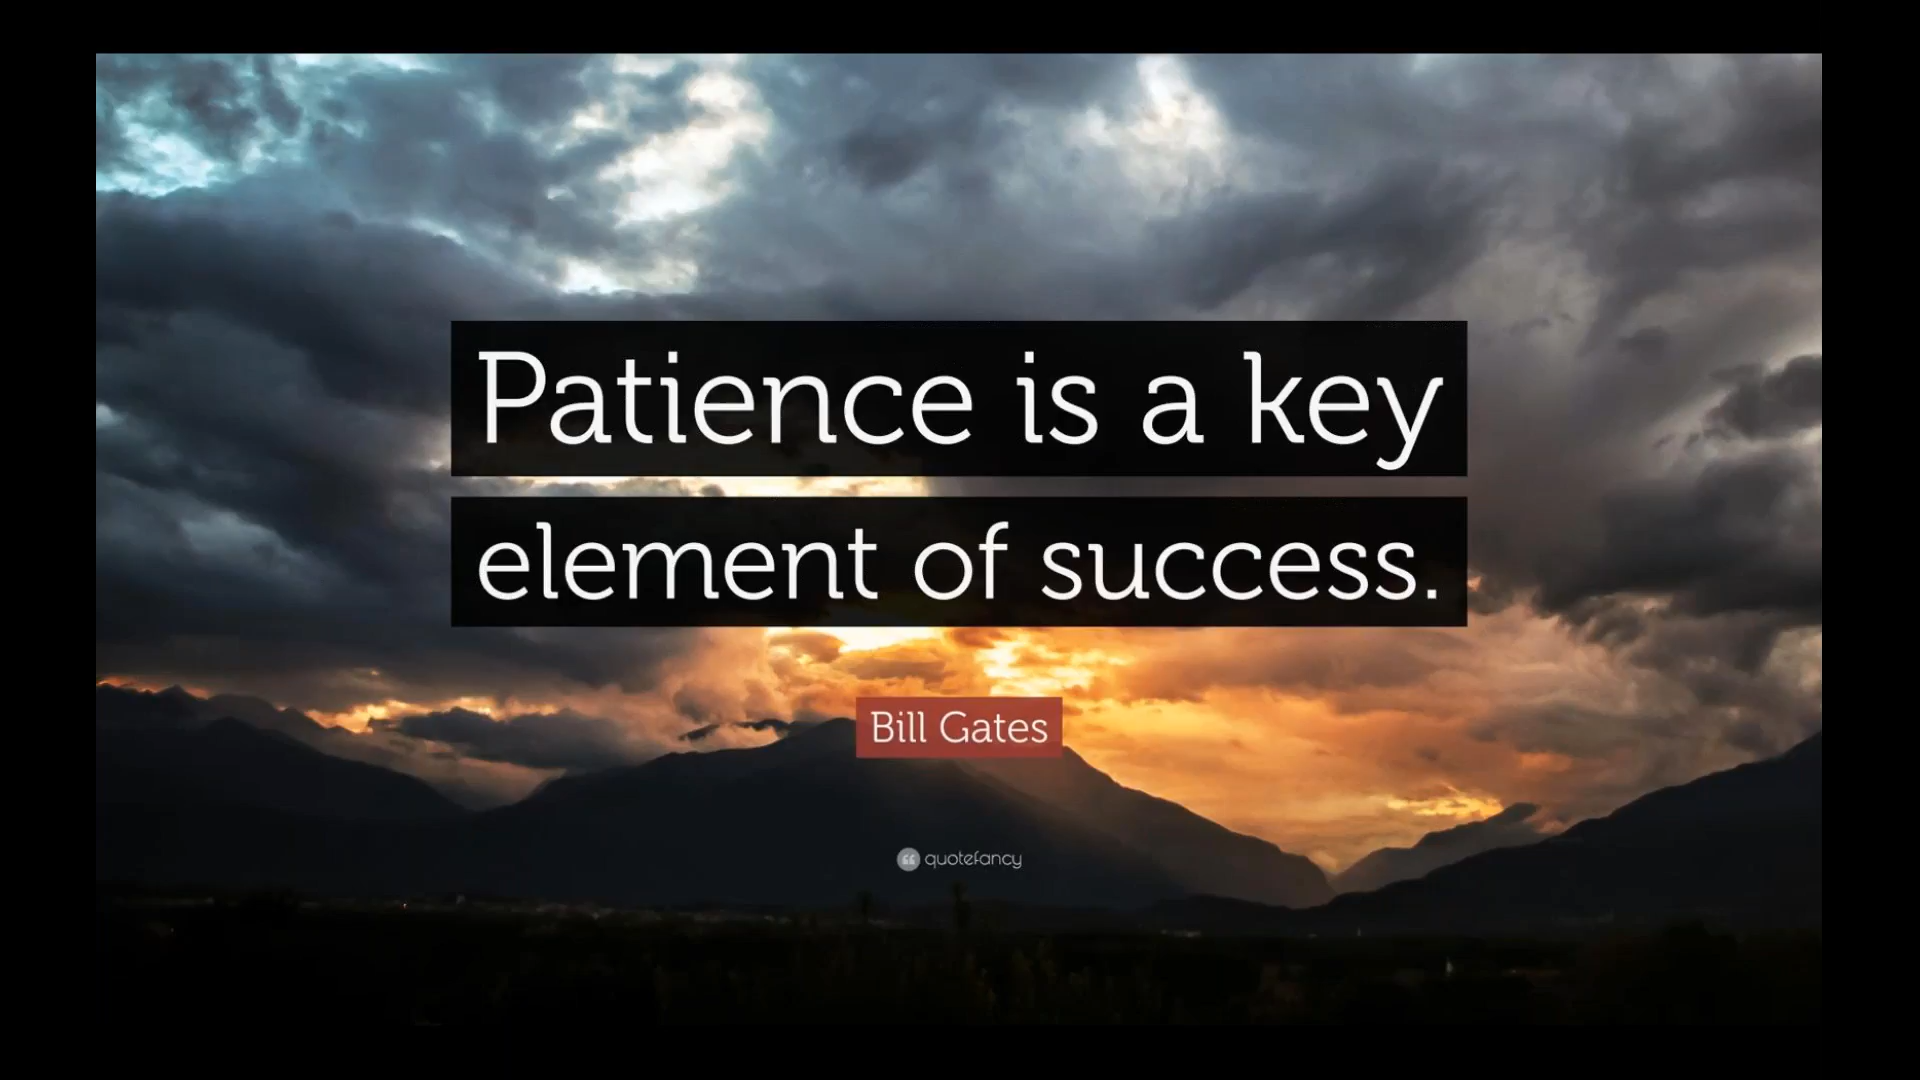 Patience is a key
element of success.
Bill Gates
quotefancy